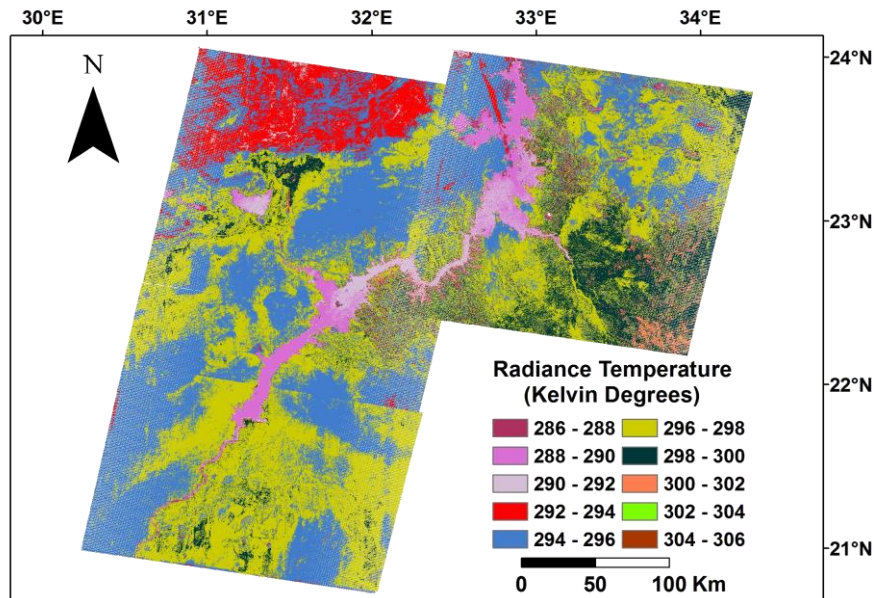 30°E 31°E 32°E 33°E 34°E
24°N
N
23°N
22°N
Radiance Temperature
(Kelvin Degrees)
286 - 288 296 - 298
288 - 290 298 - 300
290 - 292 300 - 302
292 - 294 302 - 304
294 - 296 304 - 306
21°N
0 50 100 Km